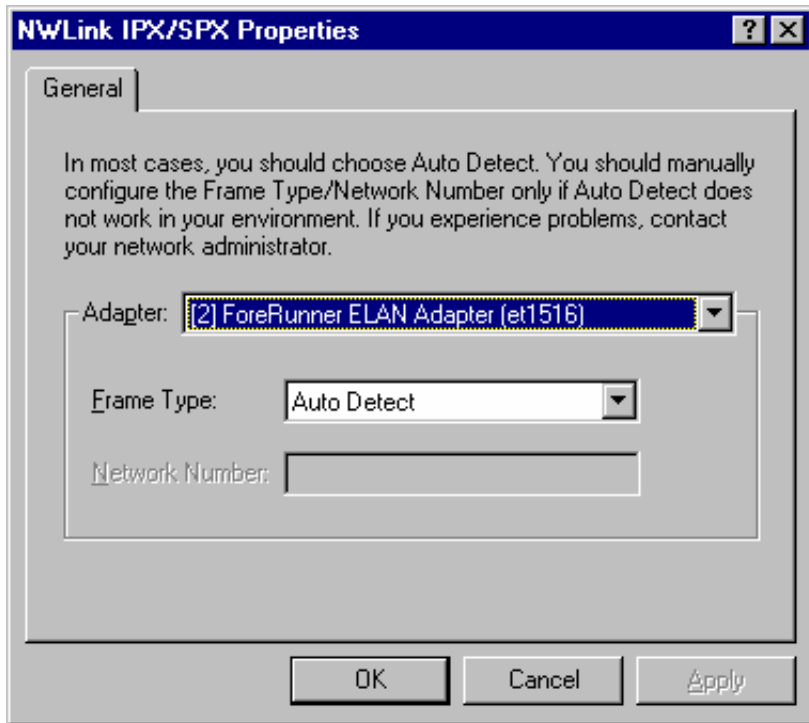 NWLink IPX/SPX Properties
General
In most cases, you should choose Auto Detect. You should manually
configure the Frame Type/Network Number only if Auto Detect does
not work in your environment. If you experience problems, contact
your network administrator.
Adapter: [2] ForeRunner ELAN Adapter (et1516)
Frame Type: Auto Detect
Network Number:
OK Cancel Apply